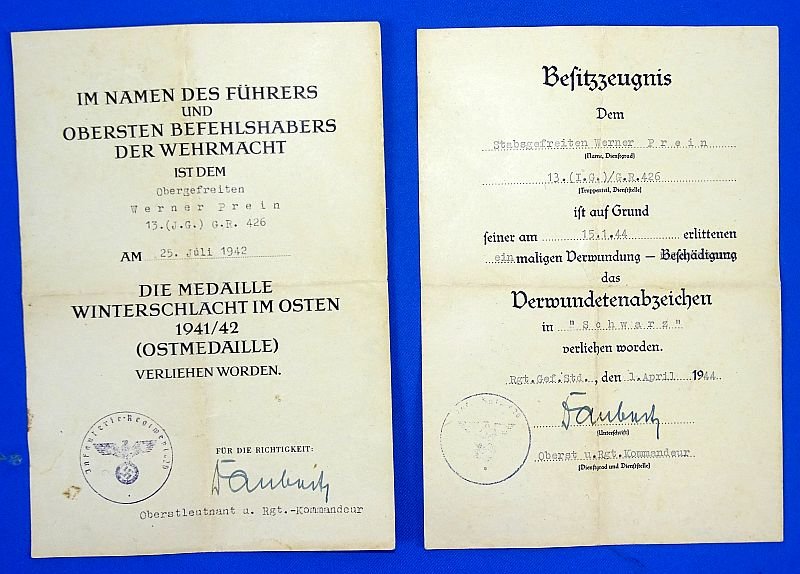 IM NAMEN DES FÜHRERS
UND
OBERSTEN BEFEHLSHABERS
DER WEHRMACHT
IST DEM
Obergefreiten
Werner Prein
13.(J.G.) G.R. 426
AM 25. Juli 1942
DIE MEDAILLE
WINTERSCHLACHT IM OSTEN
1941/42
(OSTMEDAILLE)
VERLIEHEN WORDEN.
FÜR DIE RICHTIGKEIT:
Oberstleutnant u. Rgt.-Kommandeur
Besitzzeugnis
Dem
Stabsgefreiten Werner Prein
(Name, Dienstgrad)
13.(I.G.)/G.R.426
(Truppenteil, Dienststelle)
ist auf Grund
seiner am 15.1.44 erlittenen
einmaligen Verwundung – Beschädigung
das
Verwundetenabzeichen
in "Schwarz"
verliehen worden.
Rgt.Gef.Std., den 1.April 1944
(Unterschrift)
Oberst u.Rgt.Kommandeur
(Dienstgrad und Dienststelle)